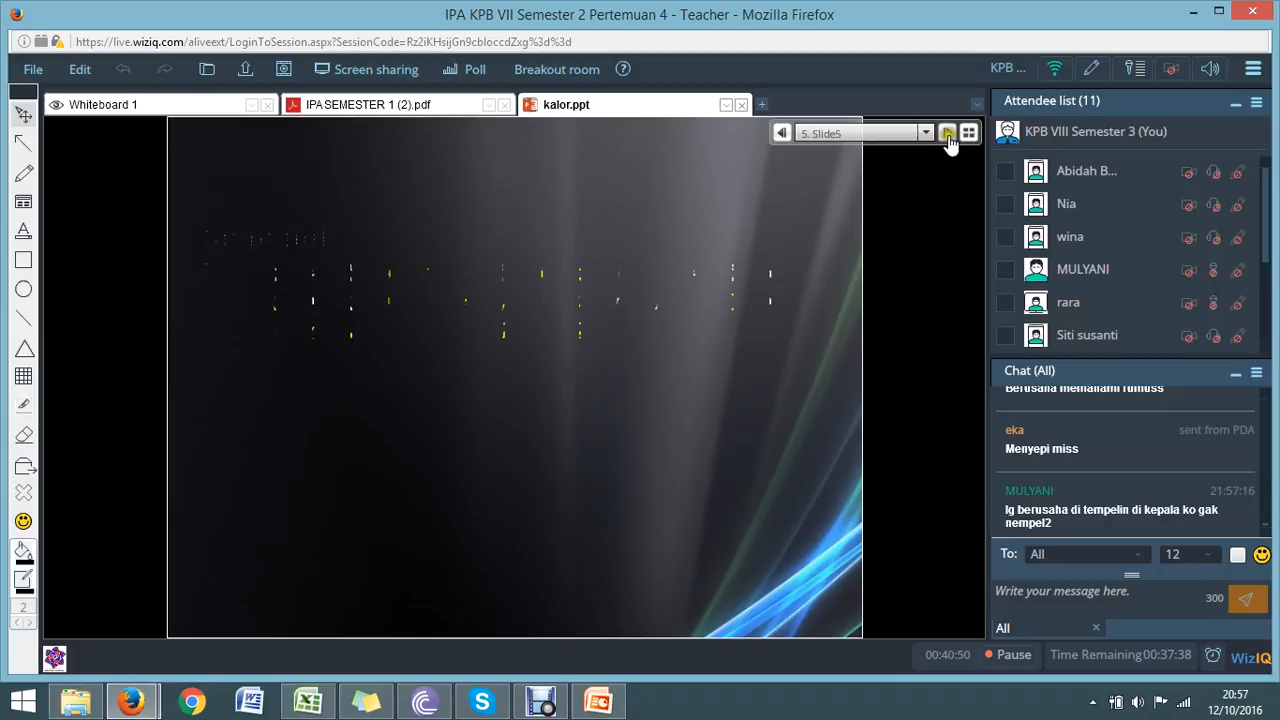 IPA KPB VII Semester 2 Pertemuan 4 - Teacher - Mozilla Firefox
https://live.wiziq.com/aliveext/LoginToSession.aspx?SessionCode=Rz2iKHsijGn9cbloccdZxg%3d%3d
File Edit Screen sharing Poll Breakout room ? KPB ...
Whiteboard 1 IPA SEMESTER 1 (2).pdf kalor.ppt
Attendee list (11)
5. Slide5
KPB VIII Semester 3 (You)
Abidah B...
Nia
wina
MULYANI
rara
Siti susanti
Chat (All)
Berusaha memahami rumuss
eka sent from PDA
Menyepi miss
MULYANI 21:57:16
Ig berusaha di tempelin di kepala ko gak
nempel2
To: All 12
Write your message here. 300
All
2
00:40:50 Pause Time Remaining 00:37:38 WizIQ
20:57
12/10/2016